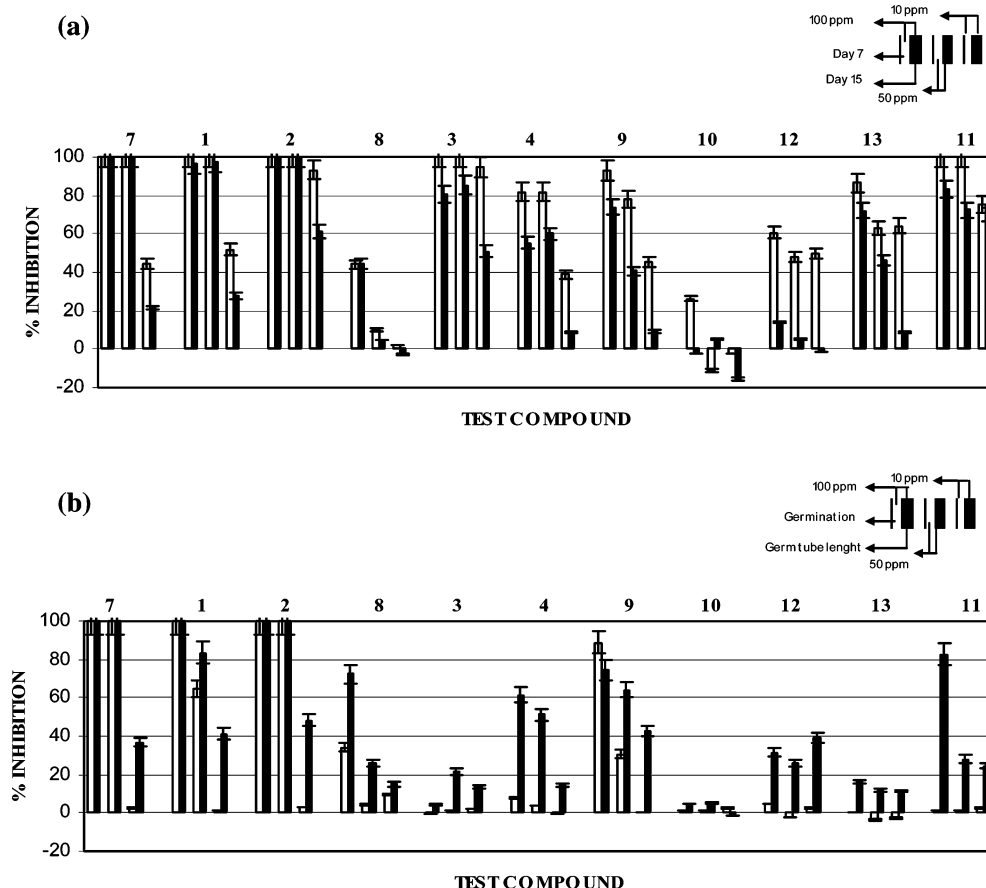 (a)
10 ppm
100 ppm
Day 7
Day 15
50 ppm
7 1 2 8 3 4 9 10 12 13 11
100
80
60
40
20
0
-20
% INHIBITION
TEST COMPOUND
(b)
10 ppm
100 ppm
Germination
Germ tube lenght
50 ppm
7 1 2 8 3 4 9 10 12 13 11
100
80
60
40
20
0
-20
% INHIBITION
TEST COMPOUND